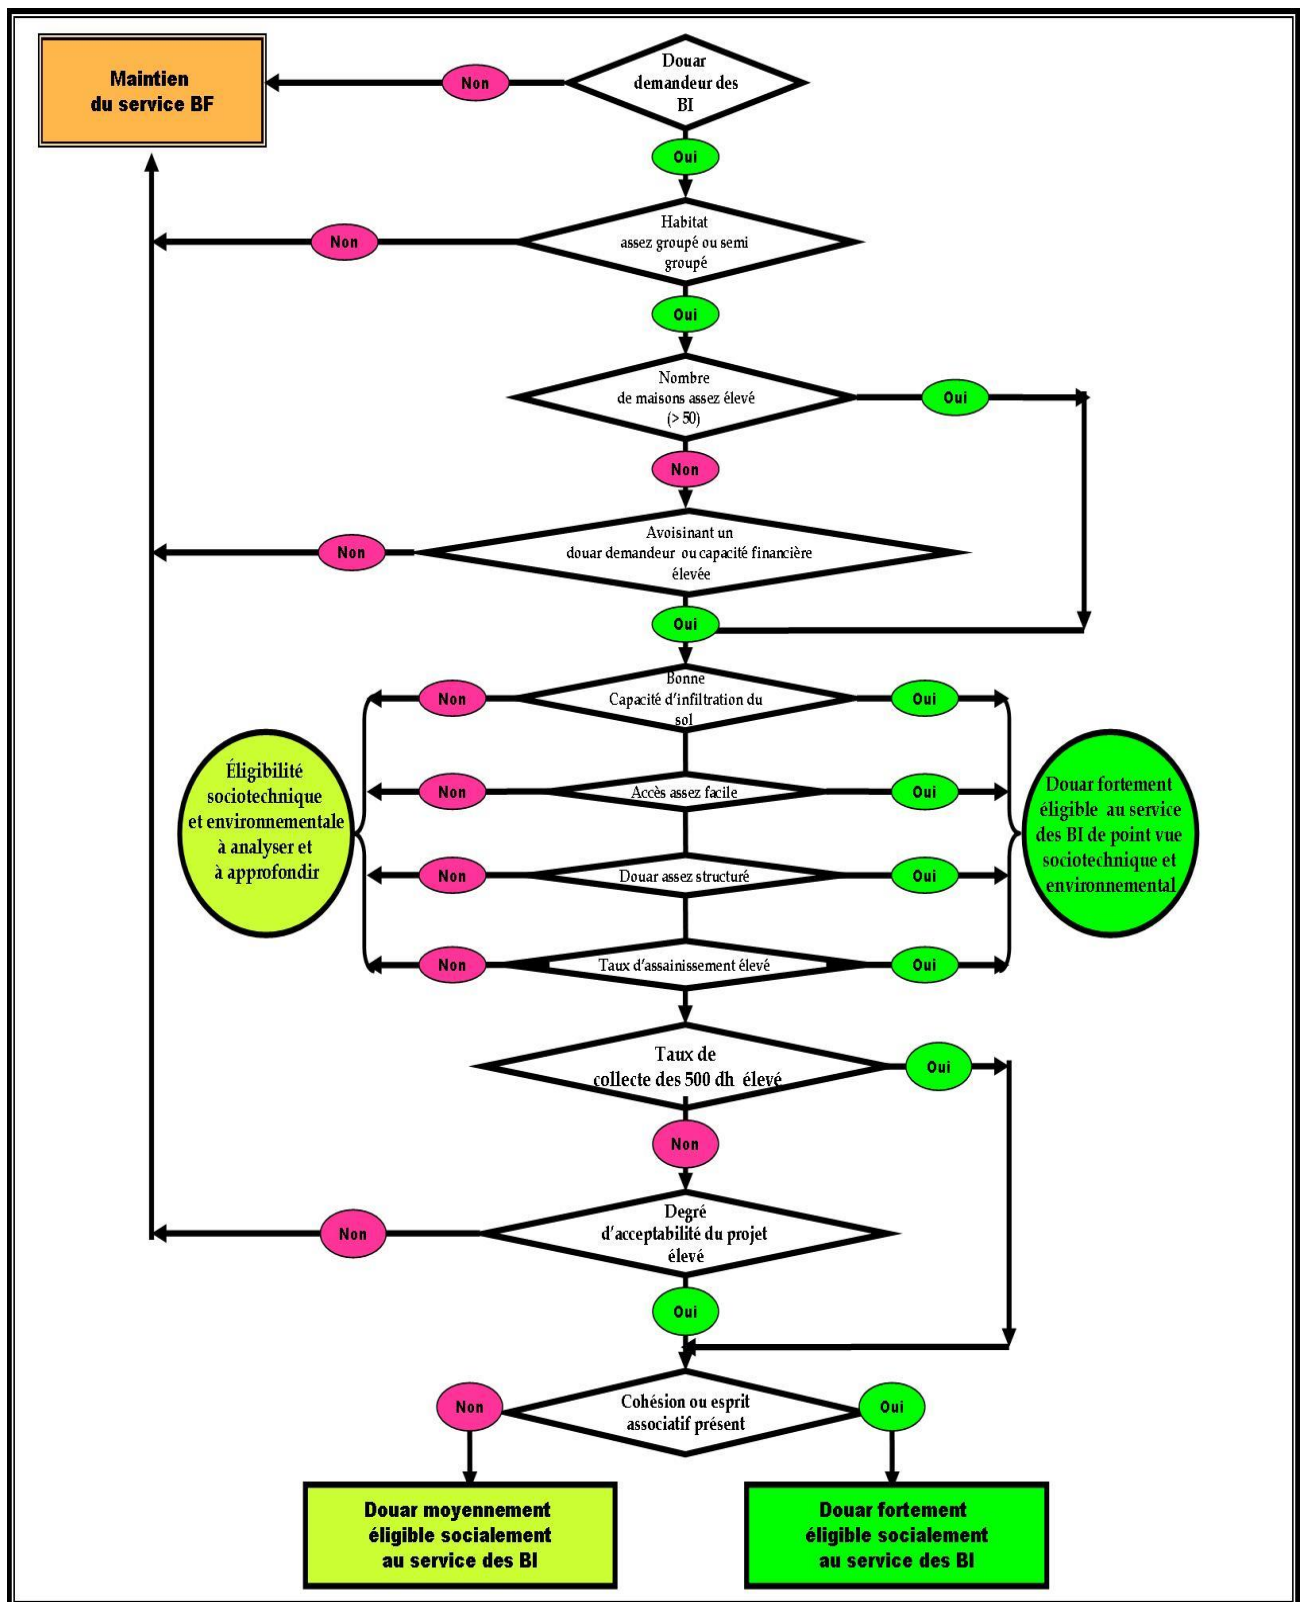 Maintien
du service BF
Non
Douar
demandeur des
BI
Oui
Non
Habitat
assez groupé ou semi
groupé
Oui
Nombre
de maisons assez élevé
(> 50)
Oui
Non
Non
Avoisinant un
douar demandeur ou capacité financière
élevée
Oui
Non
Bonne
Capacité d'infiltration du
sol
Oui
Non
Accès assez facile
Oui
Non
Douar assez structuré
Oui
Non
Taux d'assainissement élevé
Oui
Éligibilité
sociotechnique
et environnementale
à analyser et
à approfondir
Douar fortement
éligible au service
des BI de point vue
sociotechnique et
environnemental
Taux de
collecte des 500 dh élevé
Oui
Non
Non
Degré
d'acceptabilité du projet
élevé
Oui
Non
Cohésion ou esprit
associatif présent
Oui
Douar moyennement
éligible socialement
au service des BI
Douar fortement
éligible socialement
au service des BI